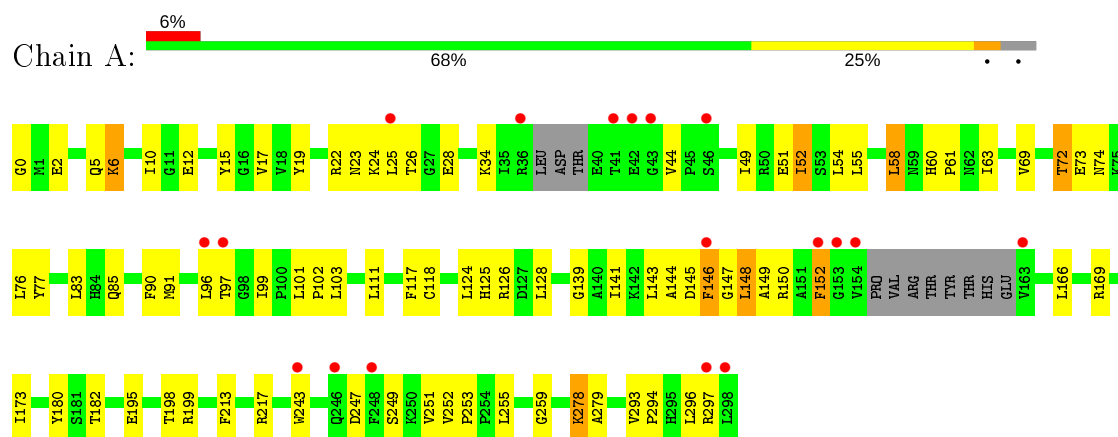 6%
Chain A:
68% 25% • •
G0 M1 E2 Q5 K6 I10 G11 E12 Y15 G16 V17 V18 Y19 R22 N23 K24 L25 T26 G27 E28 K34 I35 R36 LEU ASP THR E40 T41 E42 G43 V44 P45 S46 I49 R50 E51 I52 S53 L54 L55 L58 N59 H60 P61 N62 I63 V69 T72 E73 N74 K75
L76 Y77 L83 H84 Q85 F90 M91 L96 T97 G98 I99 P100 L101 P102 L103 L111 F117 C118 L124 H125 R126 D127 L128 G139 A140 I141 K142 L143 A144 D145 F146 G147 L148 A149 R150 A151 F152 G153 V154 PRO VAL ARG THR TYR THR HIS GLU V163 L166 R169
I173 Y180 S181 T182 E195 T198 R199 F213 R217 W243 Q246 D247 F248 S249 K250 V251 V252 P253 P254 L255 G259 K278 A279 V293 P294 H295 L296 R297 L298